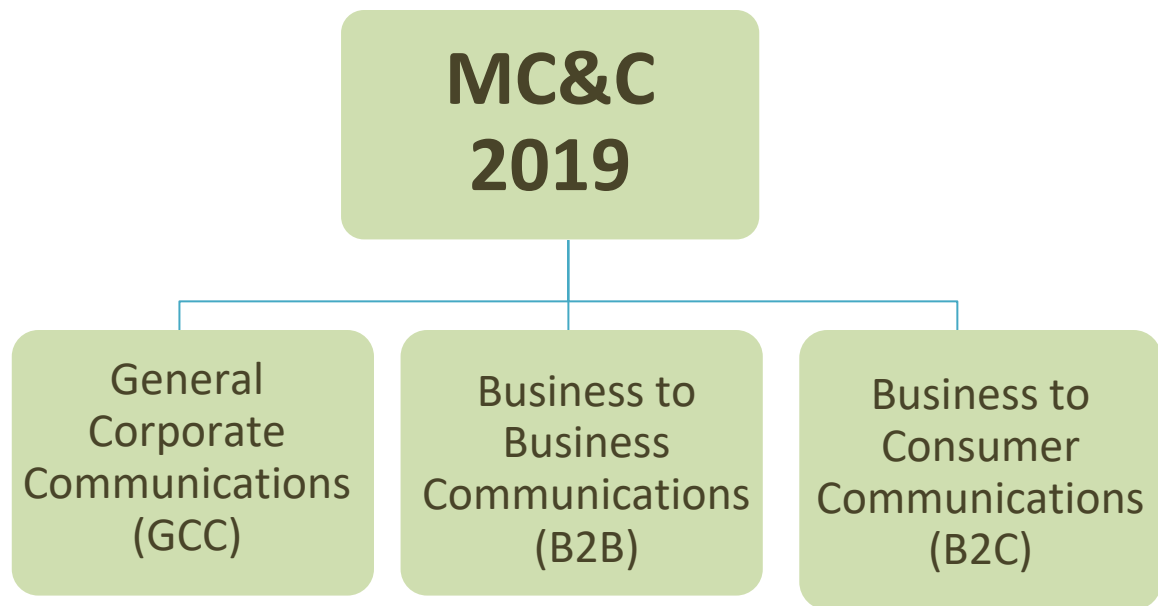 MC&C
2019
General
Corporate
Communications
(GCC)
Business to
Business
Communications
(B2B)
Business to
Consumer
Communications
(B2C)